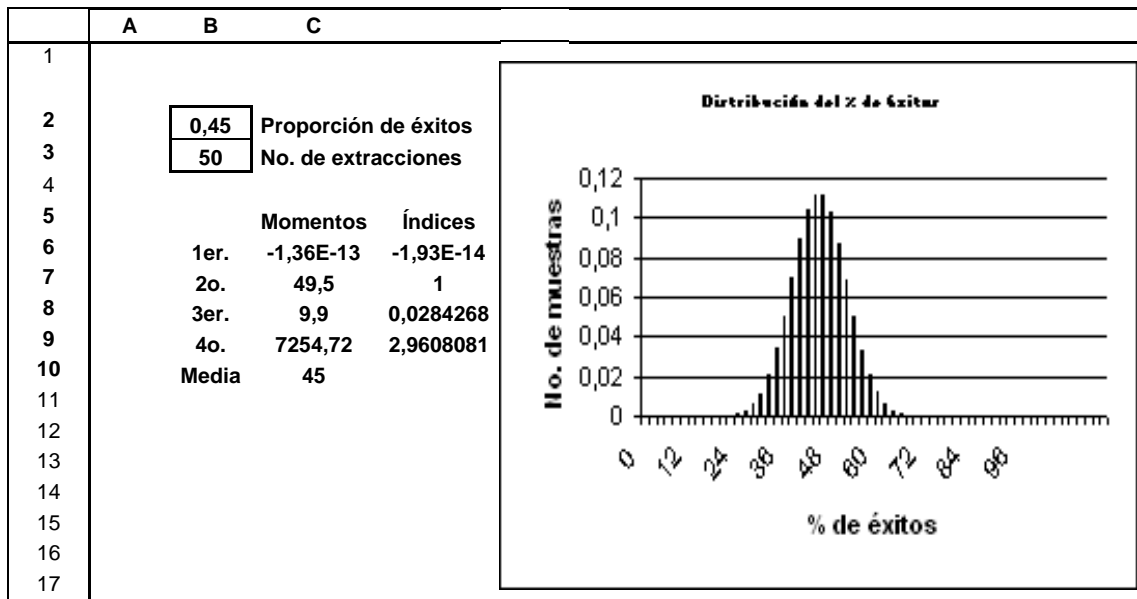 A B C
1
2 0,45 Proporción de éxitos
3 50 No. de extracciones
4
5 Momentos Índices
6 1er. -1,36E-13 -1,93E-14
7 2o. 49,5 1
8 3er. 9,9 0,0284268
9 4o. 7254,72 2,9608081
10 Media 45
11
12
13
14
15
16
17
Distribución del % de éxitos
No. de muestras
0,12
0,1
0,08
0,06
0,04
0,02
0
0 12 24 36 48 60 72 84 96
% de éxitos